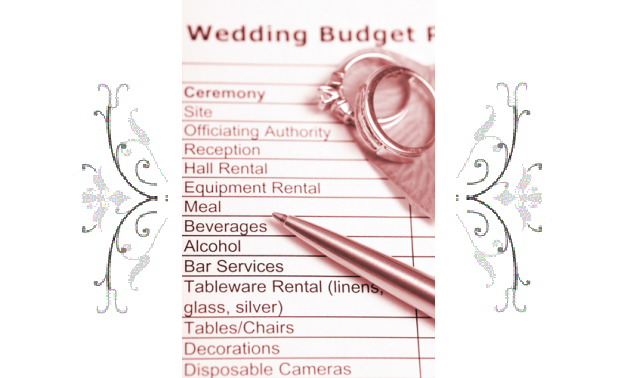 Wedding Budget
Ceremony
Site
Officiating Authority
Reception
Hall Rental
Equipment Rental
Meal
Beverages
Alcohol
Bar Services
Tableware Rental (linens,
glass, silver)
Tables/Chairs
Decorations
Disposable Cameras